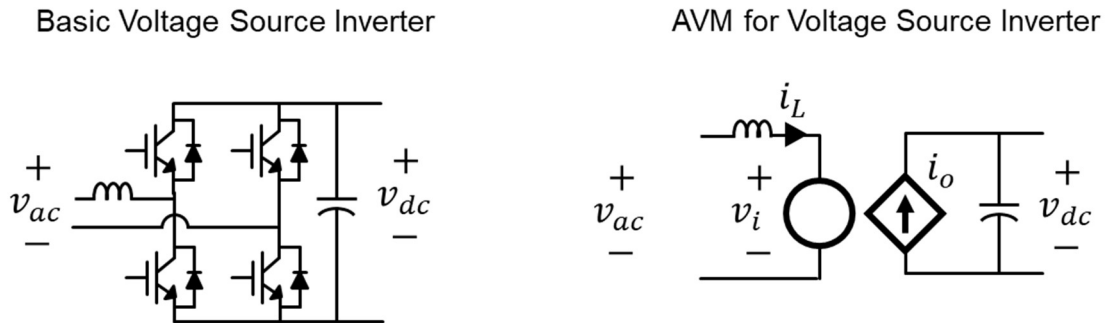 Basic Voltage Source Inverter
AVM for Voltage Source Inverter
+
v_ac
−
+
v_dc
−
i_L
+
v_ac
−
+
v_i
−
i_o
+
v_dc
−